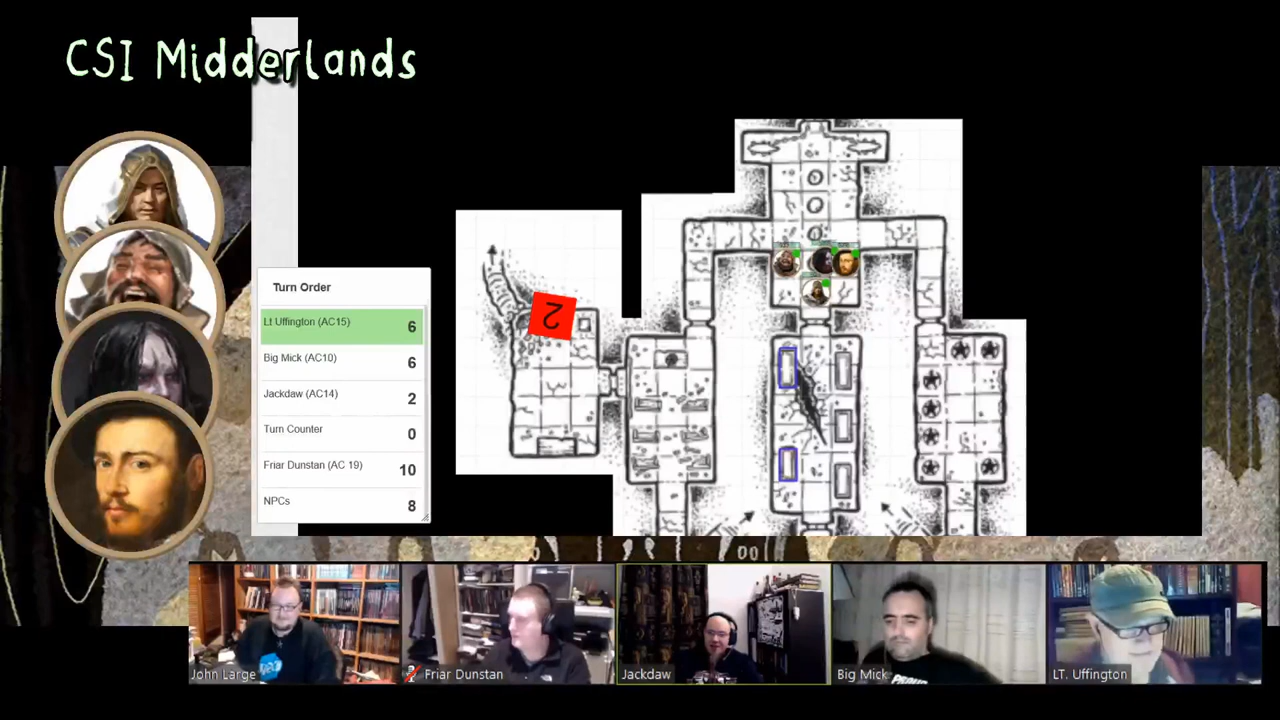 CSI Midderlands
Turn Order
Lt Uffington (AC15) 6
Big Mick (AC10) 6
Jackdaw (AC14) 2
Turn Counter 0
Friar Dunstan (AC 19) 10
NPCs 8
2
John Large
Friar Dunstan
Jackdaw
Big Mick
LT. Uffington